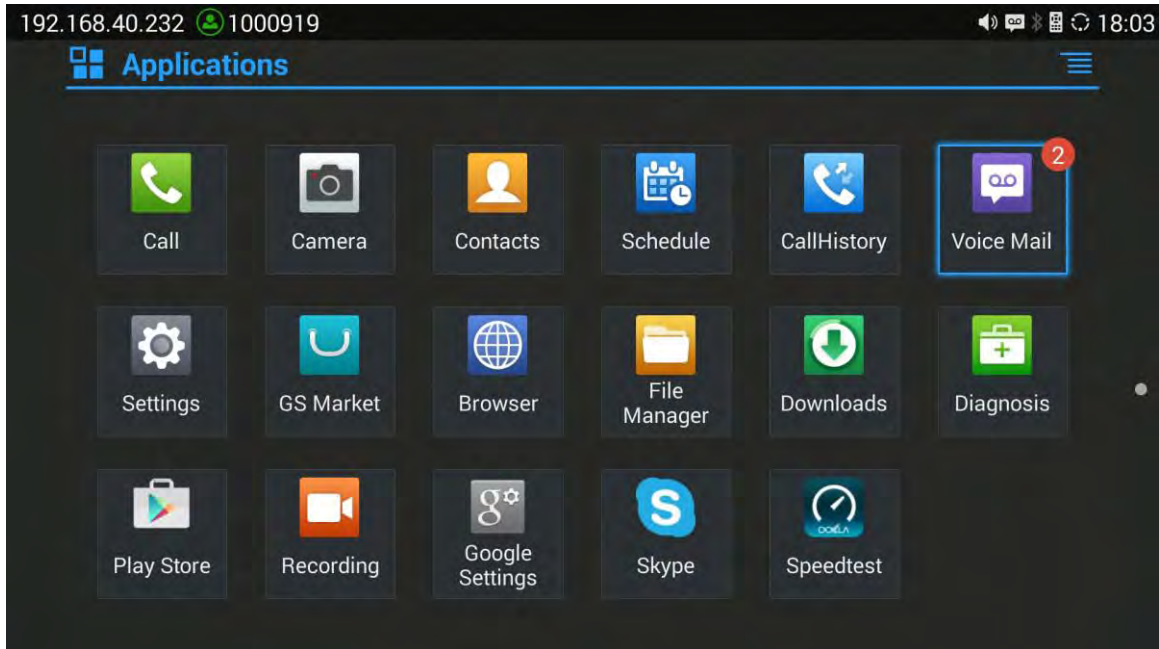 192.168.40.232 1000919 18:03
Applications
2
Call Camera Contacts Schedule CallHistory Voice Mail
Settings GS Market Browser File Manager Downloads Diagnosis
OOKLA
Play Store Recording Google Settings Skype Speedtest